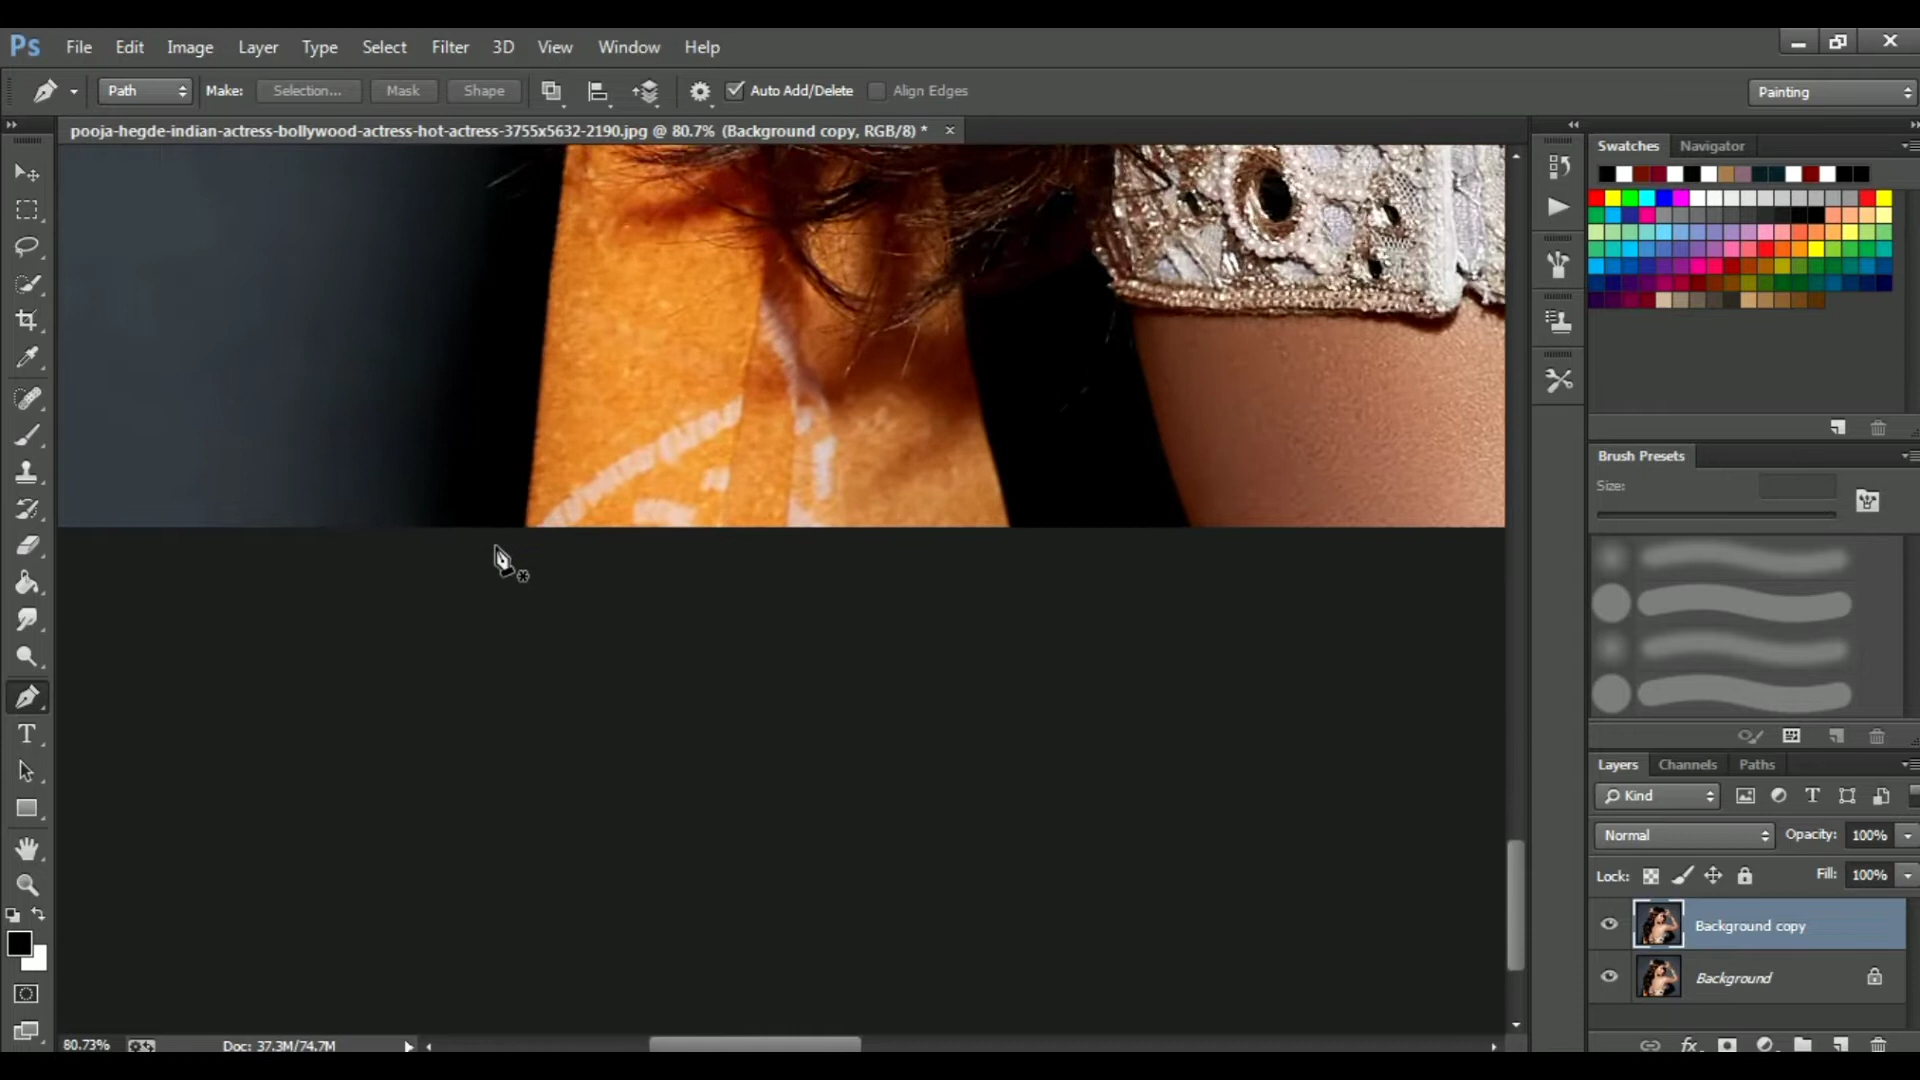 Ps File Edit Image Layer Type Select Filter 3D View Window Help
Path Make: Selection... Mask Shape Auto Add/Delete Align Edges Painting
pooja-hegde-indian-actress-bollywood-actress-hot-actress-3755x5632-2190.jpg @ 80.7% (Background copy, RGB/8) *
Swatches Navigator
Brush Presets
Size:
Layers Channels Paths
Kind
Normal Opacity: 100%
Lock: Fill: 100%
Background copy
Background
80.73% Doc: 37.3M/74.7M